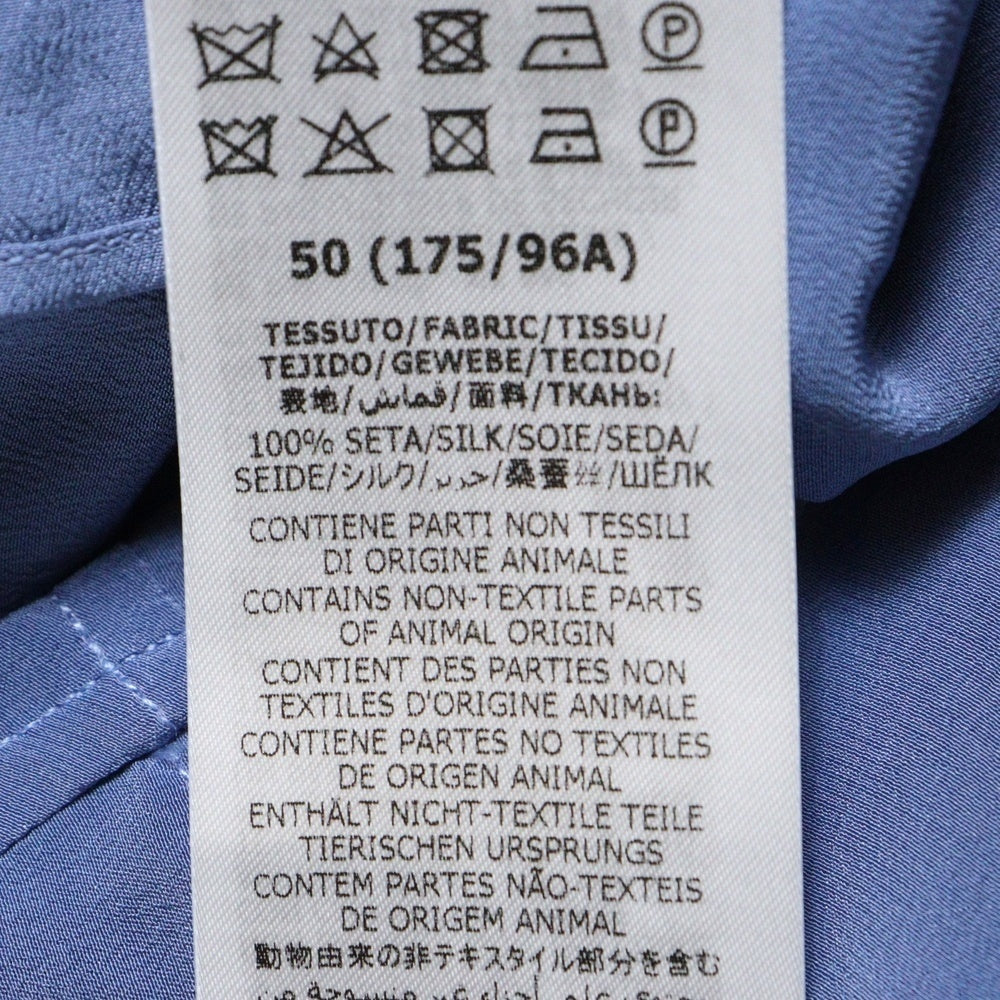 P
P
50 (175/96A)
TESSUTO/FABRIC/TISSU/
TEJIDO/GEWEBE/TECIDO/
表地/قماش/面料/ТКАНЬ:
100% SETA/SILK/SOIE/SEDA/
SEIDE/シルク/حرير/桑蚕丝/ШЁЛК
CONTIENE PARTI NON TESSILI
DI ORIGINE ANIMALE
CONTAINS NON-TEXTILE PARTS
OF ANIMAL ORIGIN
CONTIENT DES PARTIES NON
TEXTILES D'ORIGINE ANIMALE
CONTIENE PARTES NO TEXTILES
DE ORIGEN ANIMAL
ENTHÄLT NICHT-TEXTILE TEILE
TIERISCHEN URSPRUNGS
CONTEM PARTES NÃO-TEXTEIS
DE ORIGEM ANIMAL
動物由来の非テキスタイル部分を含む